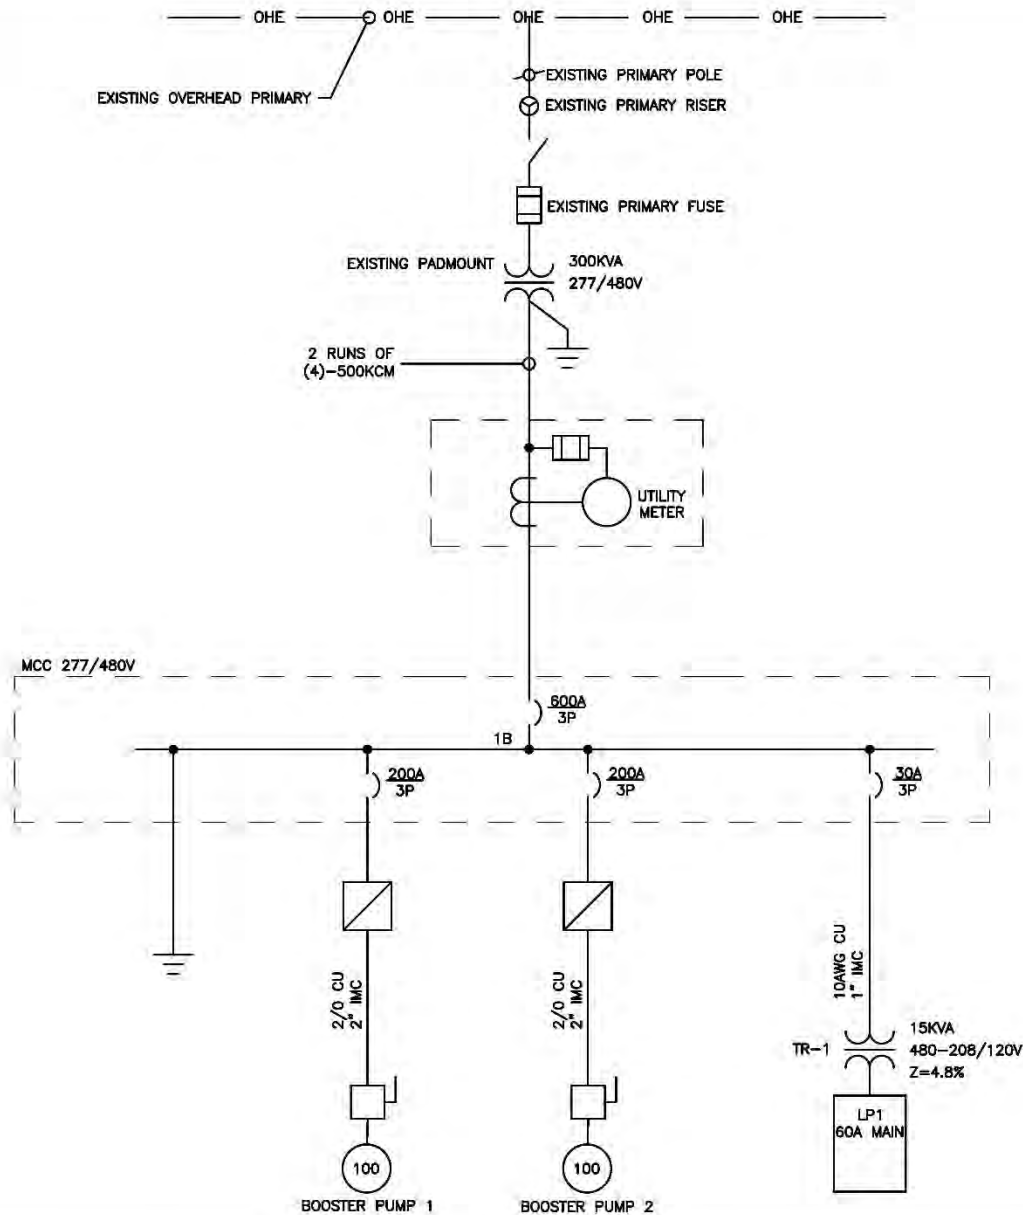 OHE OHE OHE OHE OHE
EXISTING OVERHEAD PRIMARY
EXISTING PRIMARY POLE
EXISTING PRIMARY RISER
EXISTING PRIMARY FUSE
EXISTING PADMOUNT
300KVA
277/480V
2 RUNS OF
(4)-500KCM
UTILITY
METER
MCC 277/480V
600A
3P
1B
200A
3P
200A
3P
30A
3P
2/0 CU
2" IMC
2/0 CU
2" IMC
10AWG CU
1" IMC
TR-1
15KVA
480-208/120V
Z=4.8%
LP1
60A MAIN
100
100
BOOSTER PUMP 1
BOOSTER PUMP 2